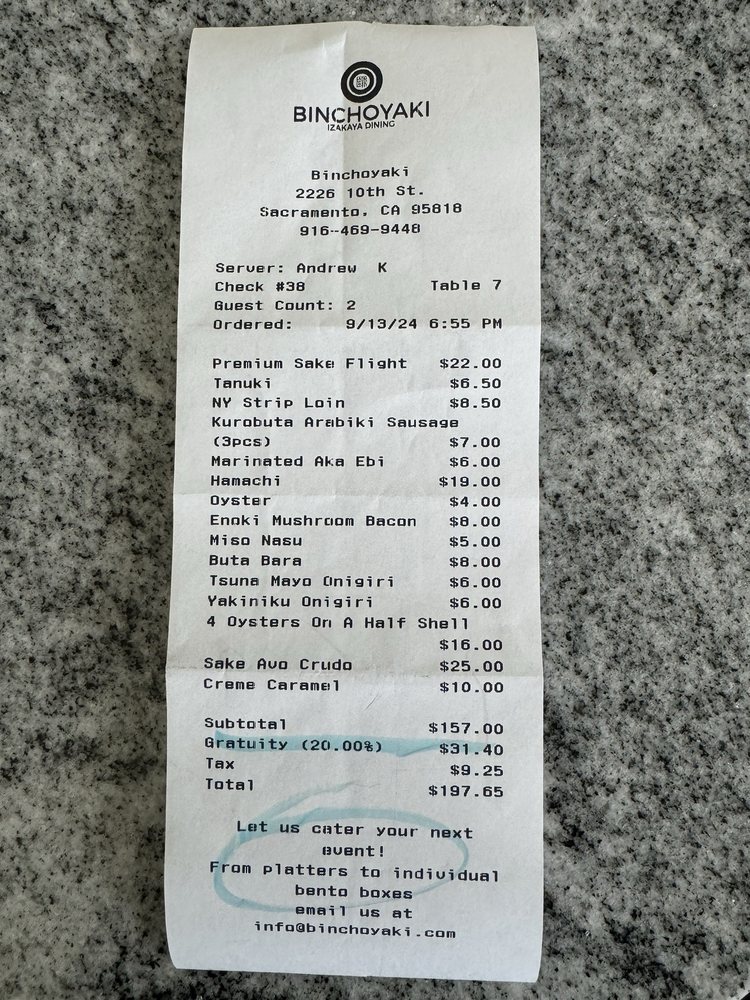 BINCHOYAKI
IZAKAYA DINING
Binchoyaki
2226 10th St.
Sacramento, CA 95818
916-469-9448
Server: Andrew K
Check #38 Table 7
Guest Count: 2
Ordered: 9/13/24 6:55 PM
Premium Sake Flight $22.00
Tanuki $6.50
NY Strip Loin $8.50
Kurobuta Arabiki Sausage
(3pcs) $7.00
Marinated Aka Ebi $6.00
Hamachi $19.00
Oyster $4.00
Enoki Mushroom Bacon $8.00
Miso Nasu $5.00
Buta Bara $8.00
Tsuna Mayo Onigiri $6.00
Yakiniku Onigiri $6.00
4 Oysters On A Half Shell
$16.00
Sake Avo Crudo $25.00
Creme Caramel $10.00
Subtotal $157.00
Gratuity (20.00%) $31.40
Tax $9.25
Total $197.65
Let us cater your next
event!
From platters to individual
bento boxes
email us at
info@binchoyaki.com